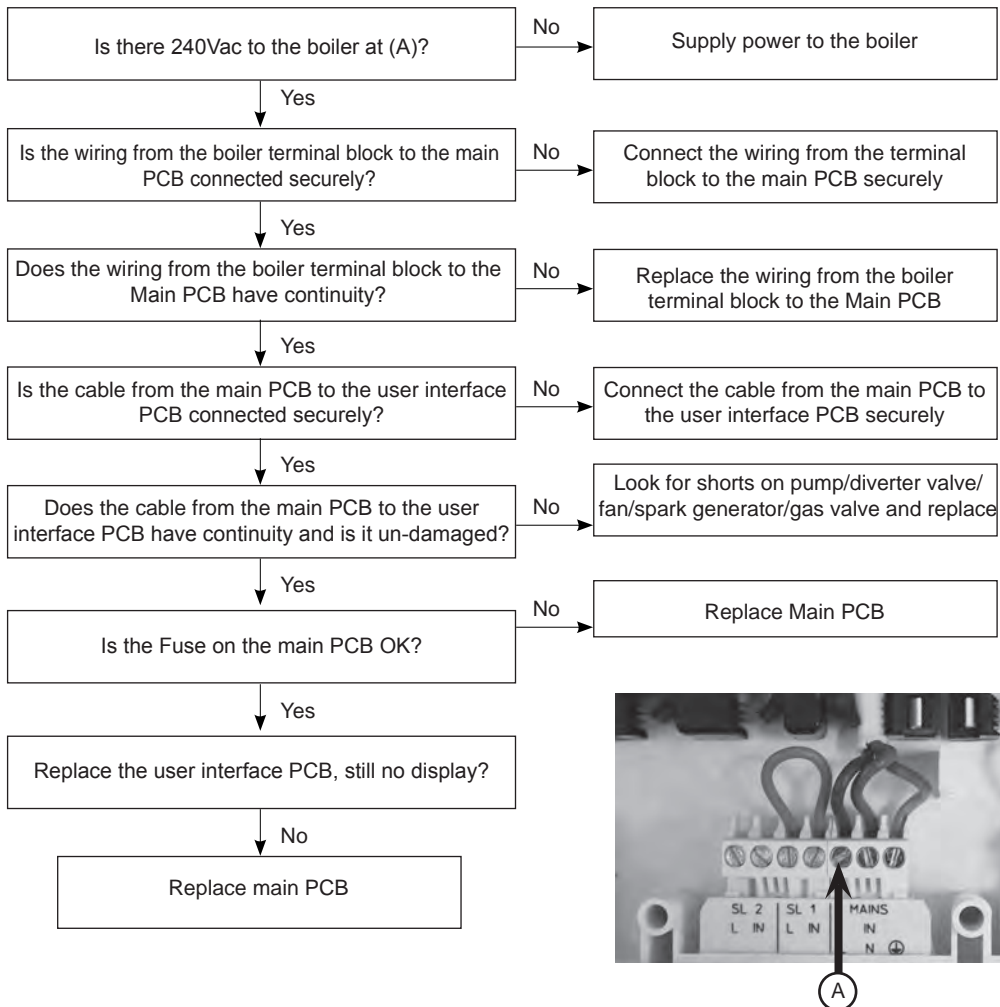 Is there 240Vac to the boiler at (A)?
No
Supply power to the boiler
Yes
Is the wiring from the boiler terminal block to the main
PCB connected securely?
No
Connect the wiring from the terminal
block to the main PCB securely
Yes
Does the wiring from the boiler terminal block to the
Main PCB have continuity?
No
Replace the wiring from the boiler
terminal block to the Main PCB
Yes
Is the cable from the main PCB to the user interface
PCB connected securely?
No
Connect the cable from the main PCB to
the user interface PCB securely
Yes
Does the cable from the main PCB to the user
interface PCB have continuity and is it un-damaged?
No
Look for shorts on pump/diverter valve/
fan/spark generator/gas valve and replace
Yes
Is the Fuse on the main PCB OK?
No
Replace Main PCB
Yes
Replace the user interface PCB, still no display?
No
Replace main PCB
SL 2 SL 1 MAINS
L IN L IN IN
N
A